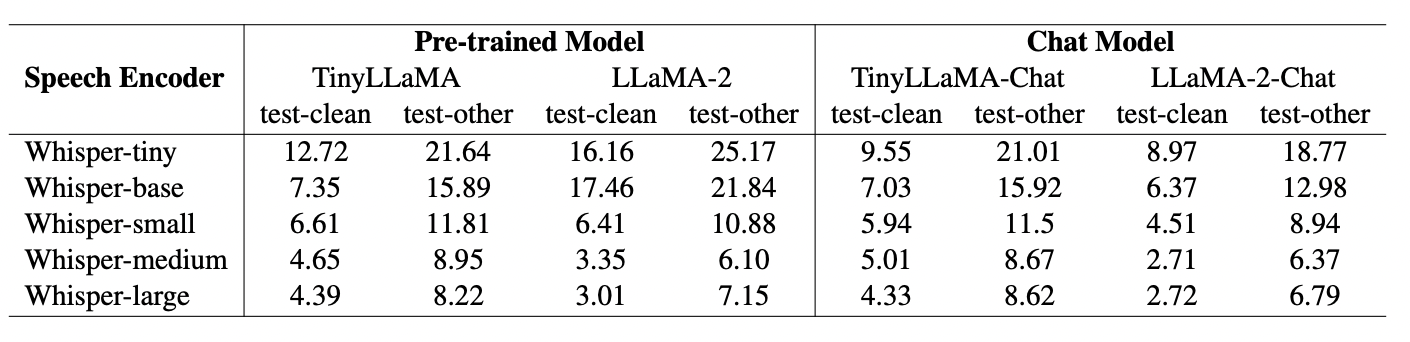 Pre-trained Model Chat Model
Speech Encoder TinyLLaMA LLaMA-2 TinyLLaMA-Chat LLaMA-2-Chat
test-clean test-other test-clean test-other test-clean test-other test-clean test-other
Whisper-tiny 12.72 21.64 16.16 25.17 9.55 21.01 8.97 18.77
Whisper-base 7.35 15.89 17.46 21.84 7.03 15.92 6.37 12.98
Whisper-small 6.61 11.81 6.41 10.88 5.94 11.5 4.51 8.94
Whisper-medium 4.65 8.95 3.35 6.10 5.01 8.67 2.71 6.37
Whisper-large 4.39 8.22 3.01 7.15 4.33 8.62 2.72 6.79